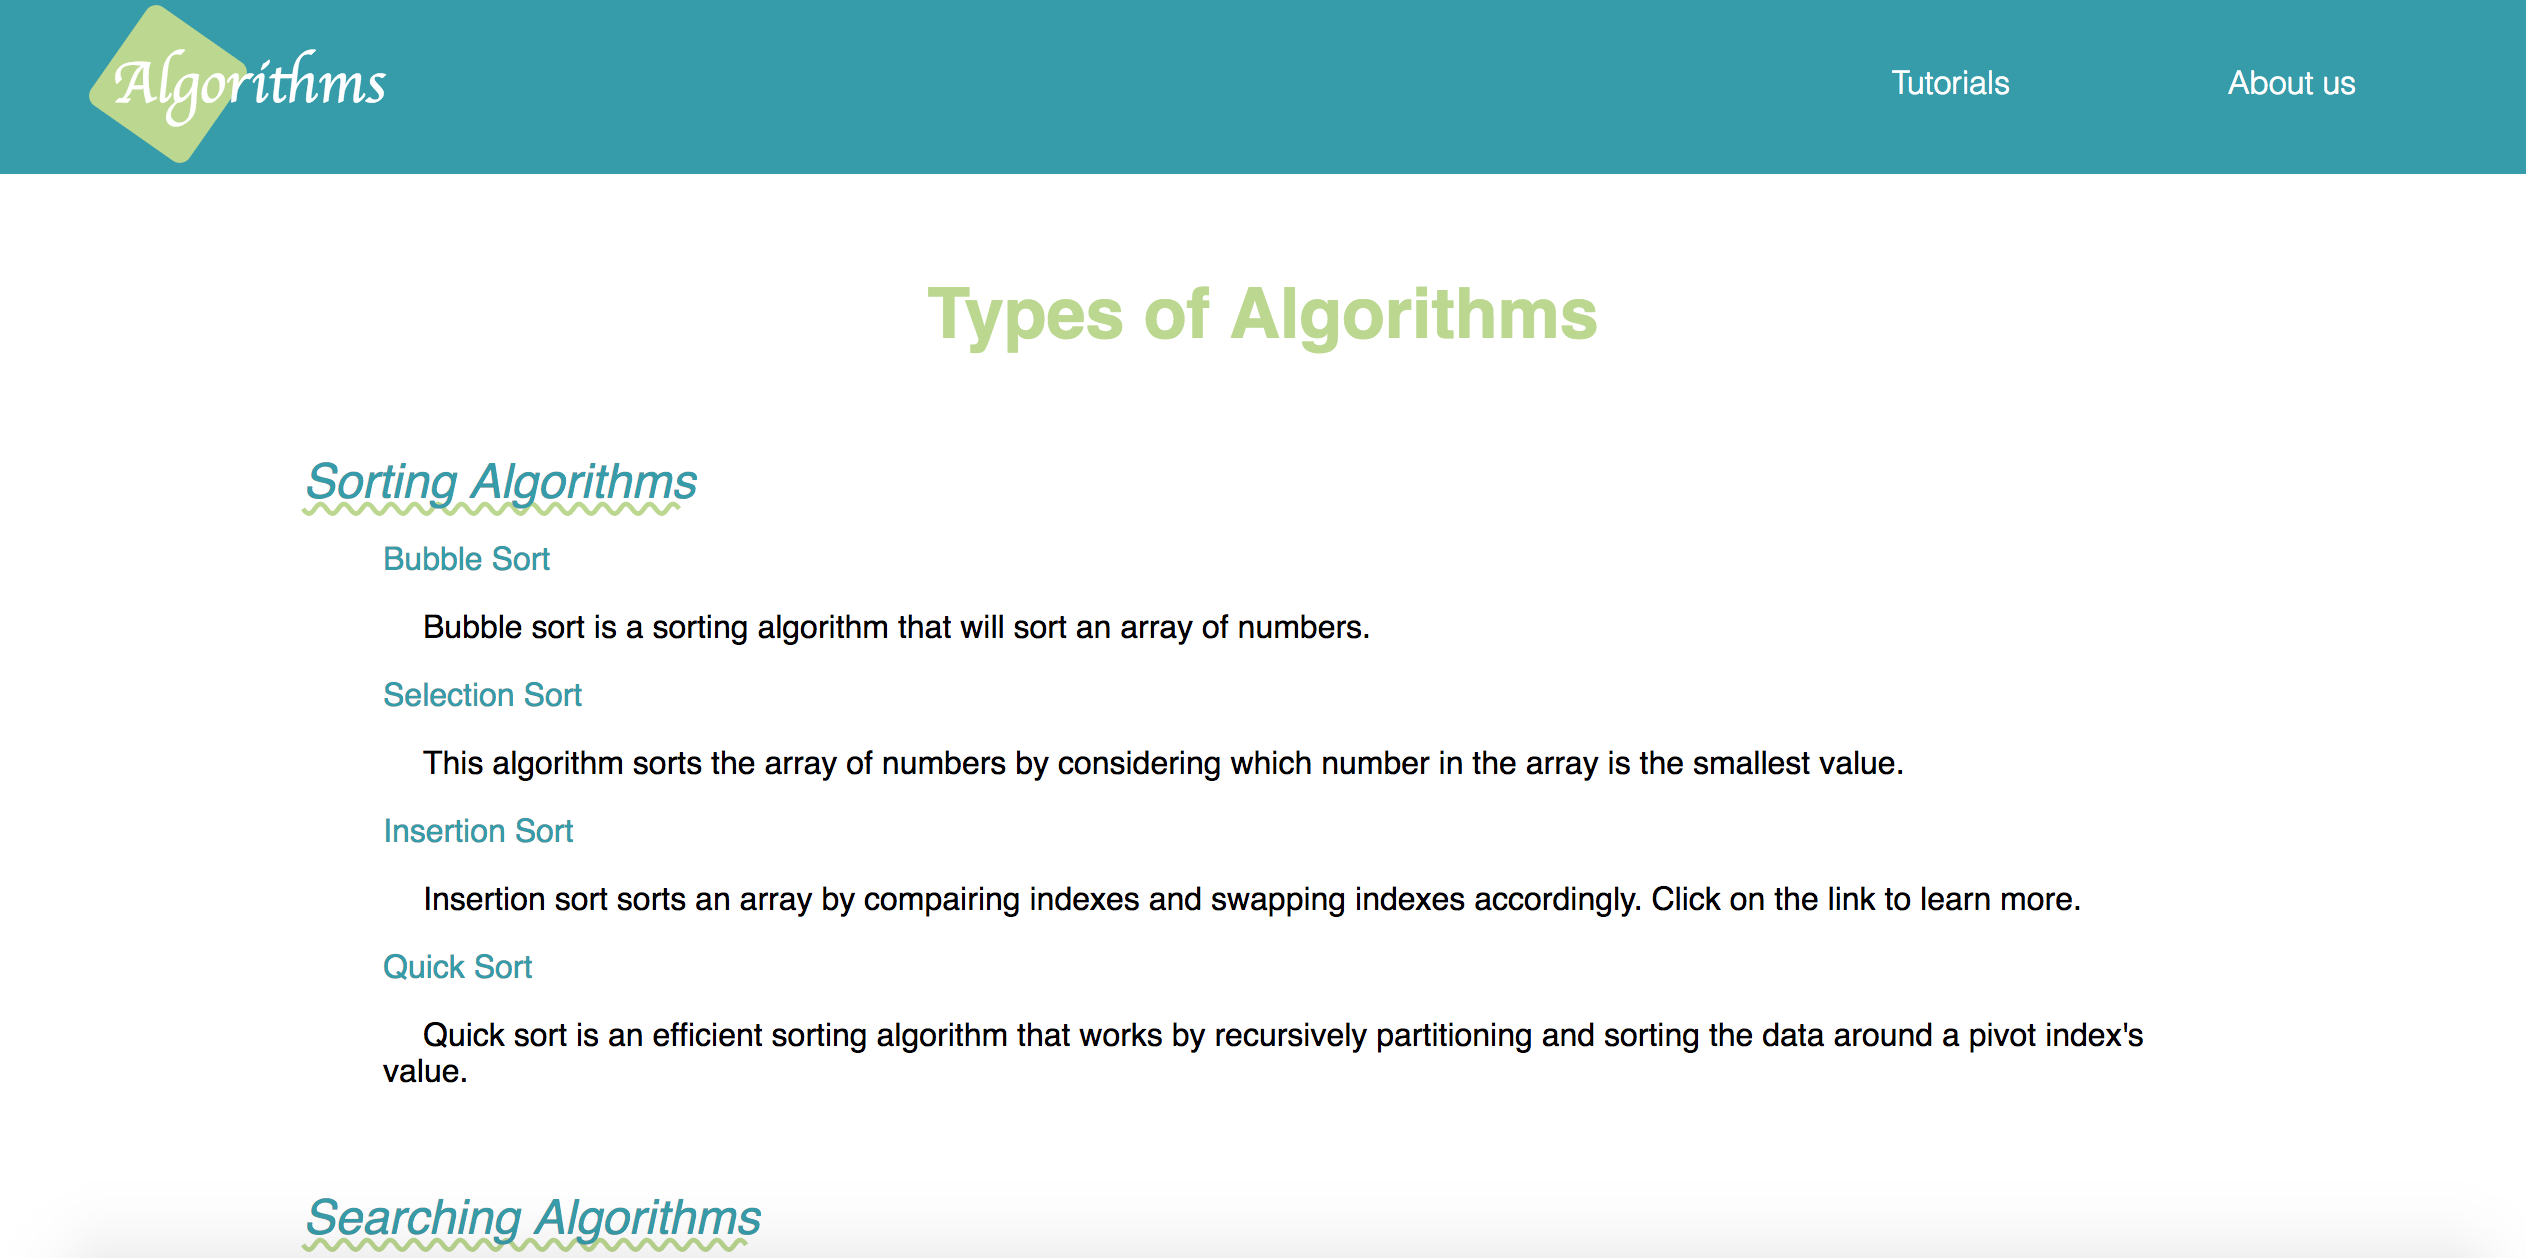 Algorithms
Tutorials
About us
Types of Algorithms
Sorting Algorithms
Bubble Sort
Bubble sort is a sorting algorithm that will sort an array of numbers.
Selection Sort
This algorithm sorts the array of numbers by considering which number in the array is the smallest value.
Insertion Sort
Insertion sort sorts an array by compairing indexes and swapping indexes accordingly. Click on the link to learn more.
Quick Sort
Quick sort is an efficient sorting algorithm that works by recursively partitioning and sorting the data around a pivot index's
value.
Searching Algorithms